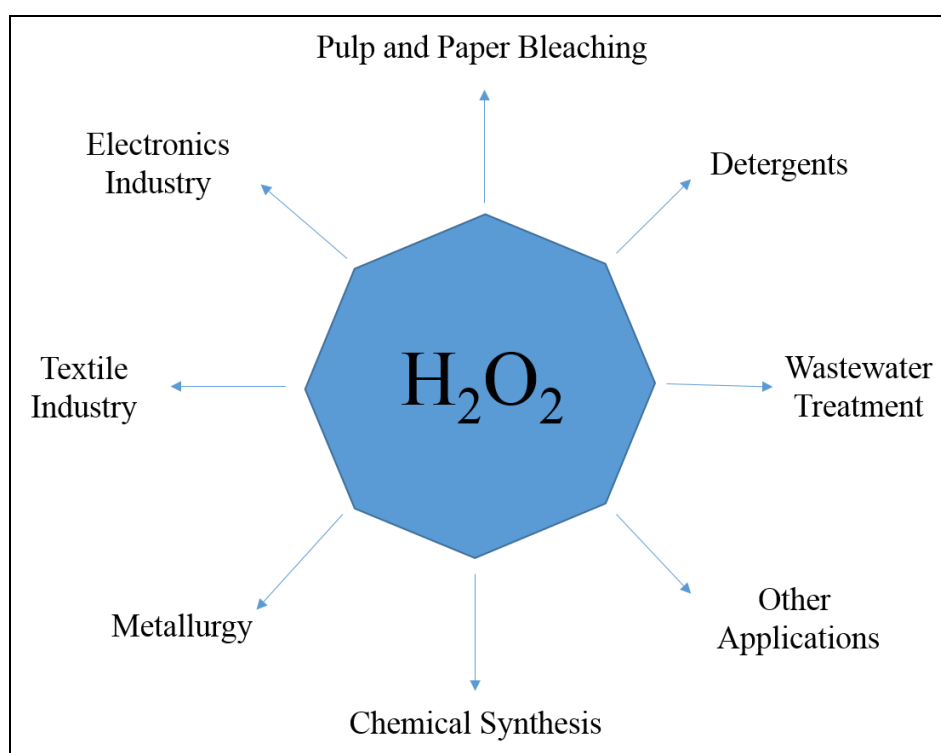 Pulp and Paper Bleaching
Electronics
Industry
Detergents
Textile
Industry
H₂O₂
Wastewater
Treatment
Metallurgy
Other
Applications
Chemical Synthesis